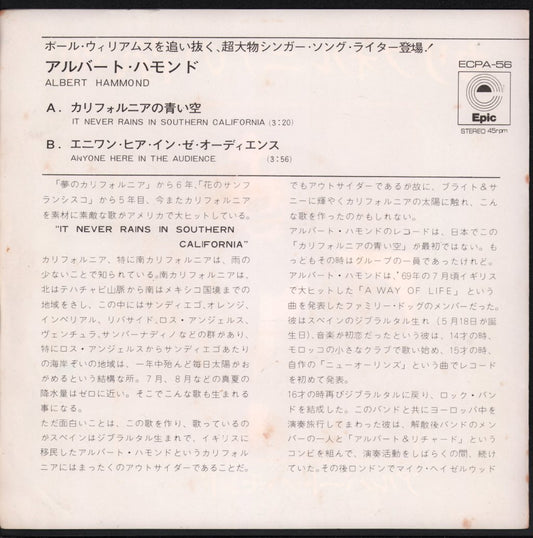 ポール・ウィリアムスを追い抜く、超大物シンガー・ソング・ライター登場!
アルバート・ハモンド
ALBERT HAMMOND
ECPA-56
Epic
STEREO 45rpm
A. カリフォルニアの青い空
IT NEVER RAINS IN SOUTHERN CALIFORNIA (3:20)
B. エニワン・ヒア・イン・ゼ・オーディエンス
ANYONE HERE IN THE AUDIENCE (3:56)
「夢のカリフォルニア」から6年、「花のサンフ
ランシスコ」から5年目、今またカリフォルニア
を素材に素敵な歌がアメリカで大ヒットしている。
"IT NEVER RAINS IN SOUTHERN
CALIFORNIA"
カリフォルニア、特に南カリフォルニアは、雨の
少ないことで知られている。南カリフォルニアは、
北はテハチャビ山脈から南はメキシコ国境までの
地域をさし、この中にはサンディエゴ、オレンジ、
インペリアル、リバサイド、ロス・アンジェルス、
ヴェンチュラ、サンバーナディノなどの群があり、
特にロス・アンジェルスからサンディエゴあたり
の海岸ぞいの地域は、一年中殆んど毎日太陽がお
がめるという結構な所。7月、8月などの真夏の
降水量はゼロに近い。そこでこんな歌も生まれる
事になる。
ただ面白いことは、この歌を作り、歌っているの
がスペインはジブラルタル生まれで、イギリスに
移民したアルバート・ハモンドというカリフォル
ニアにはまったくのアウトサイダーであることだ。
でもアウトサイダーであるが故に、ブライト&サ
ニーに輝やくカリフォルニアの太陽に触れ、こん
な歌を作ったのかもしれない。
アルバート・ハモンドのレコードは、日本でこの
「カリフォルニアの青い空」が最初ではない。も
っともその時はグループの一員であったけれど。
アルバート・ハモンドは、'69年の7月頃イギリス
で大ヒットした「A WAY OF LIFE」という
曲を発表したファミリー・ドッグのメンバーだった。
彼はスペインのジブラルタル生れ(5月18日が誕
生日)、音楽が初恋だったという彼は、14才の時、
モロッコの小さなクラブで歌い始め、15才の時、
自作の「ニューオーリンズ」という曲でレコード
を初めて発表。
16才の時再びジブラルタルに戻り、ロック・バン
ドを結成した。このバンドと共にヨーロッパ中を
演奏旅行してまわった彼は、解散後バンドのメン
バーの一人と「アルバート&リチャード」という
コンビを組んで、演奏活動をしばらくの間、続け
ていた。その後ロンドンでマイク・ヘイゼルウッド